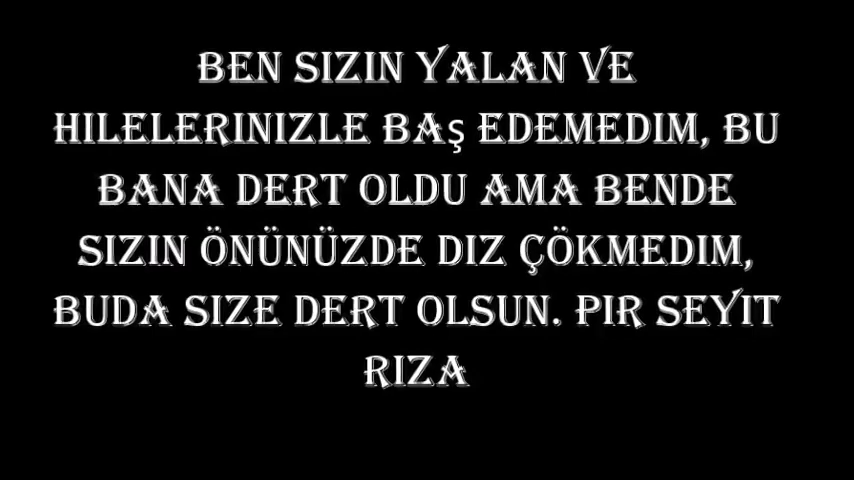 BEN SIZIN YALAN VE
HILELERINIZLE BAŞ EDEMEDIM, BU
BANA DERT OLDU AMA BENDE
SIZIN ÖNÜNÜZDE DIZ ÇÖKMEDIM,
BUDA SIZE DERT OLSUN. PIR SEYIT
RIZA